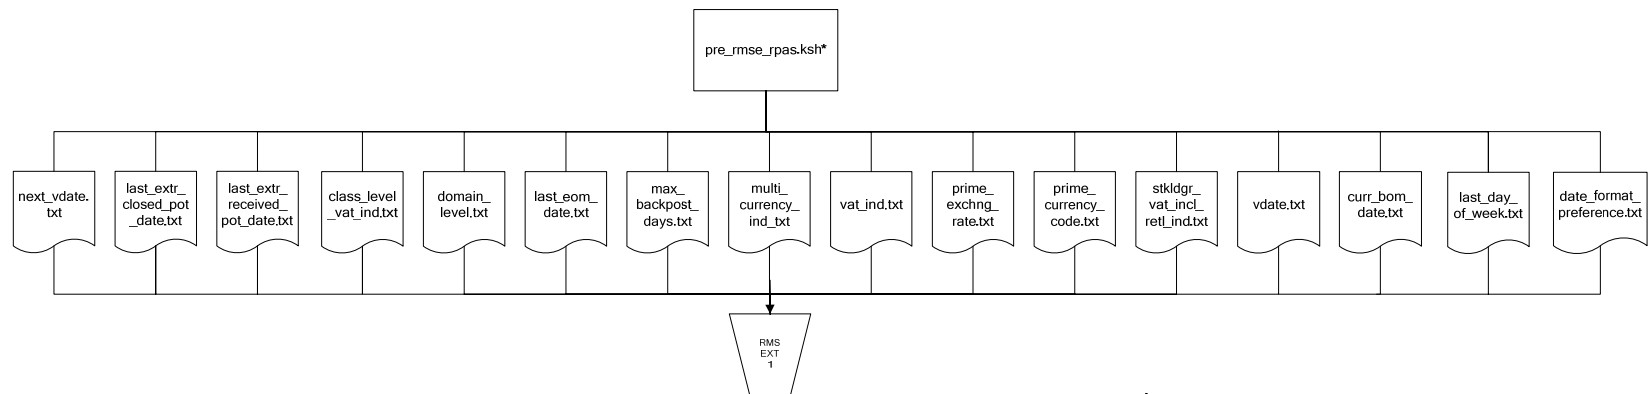 pre_rmse_rpas.ksh*
next_vdate.
txt
last_extr_
closed_pot
_date.txt
last_extr_
received_
pot_date.txt
class_level
_vat_ind.txt
domain_
level.txt
last_eom_
date.txt
max_
backpost_
days.txt
multi_
currency_
ind_txt
vat_ind.txt
prime_
exchng_
rate.txt
prime_
currency_
code.txt
stkldgr_
vat_incl_
retl_ind.txt
vdate.txt
curr_bom_
date.txt
last_day_
of_week.txt
date_format_
preference.txt
RMS
EXT
1